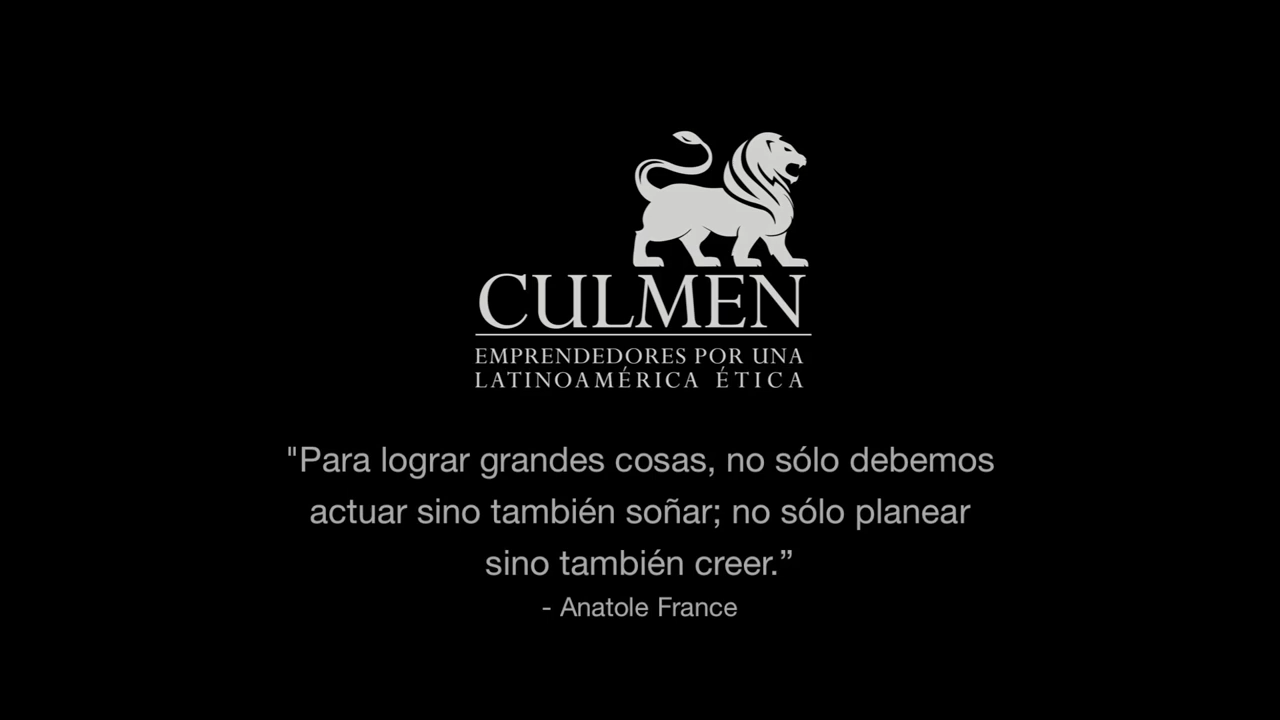 CULMEN
EMPRENDEDORES POR UNA
LATINOAMÉRICA ÉTICA
"Para lograr grandes cosas, no sólo debemos
actuar sino también soñar; no sólo planear
sino también creer.”
- Anatole France